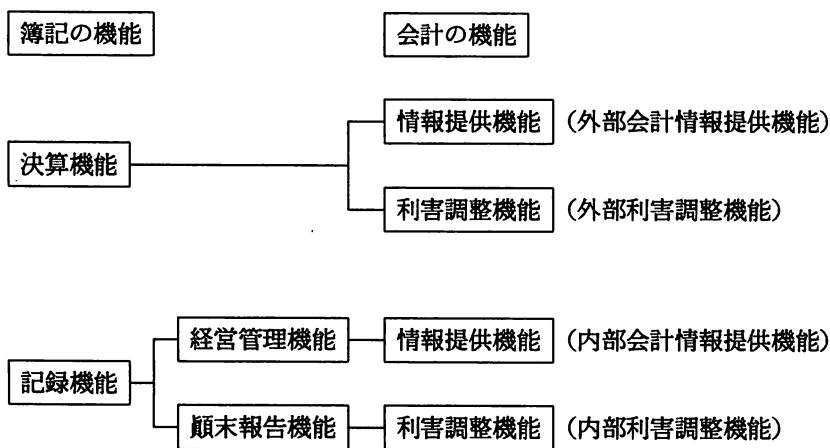 簿記の機能 会計の機能
情報提供機能 (外部会計情報提供機能)
決算機能
利害調整機能 (外部利害調整機能)
経営管理機能 情報提供機能 (内部会計情報提供機能)
記録機能
顛末報告機能 利害調整機能 (内部利害調整機能)